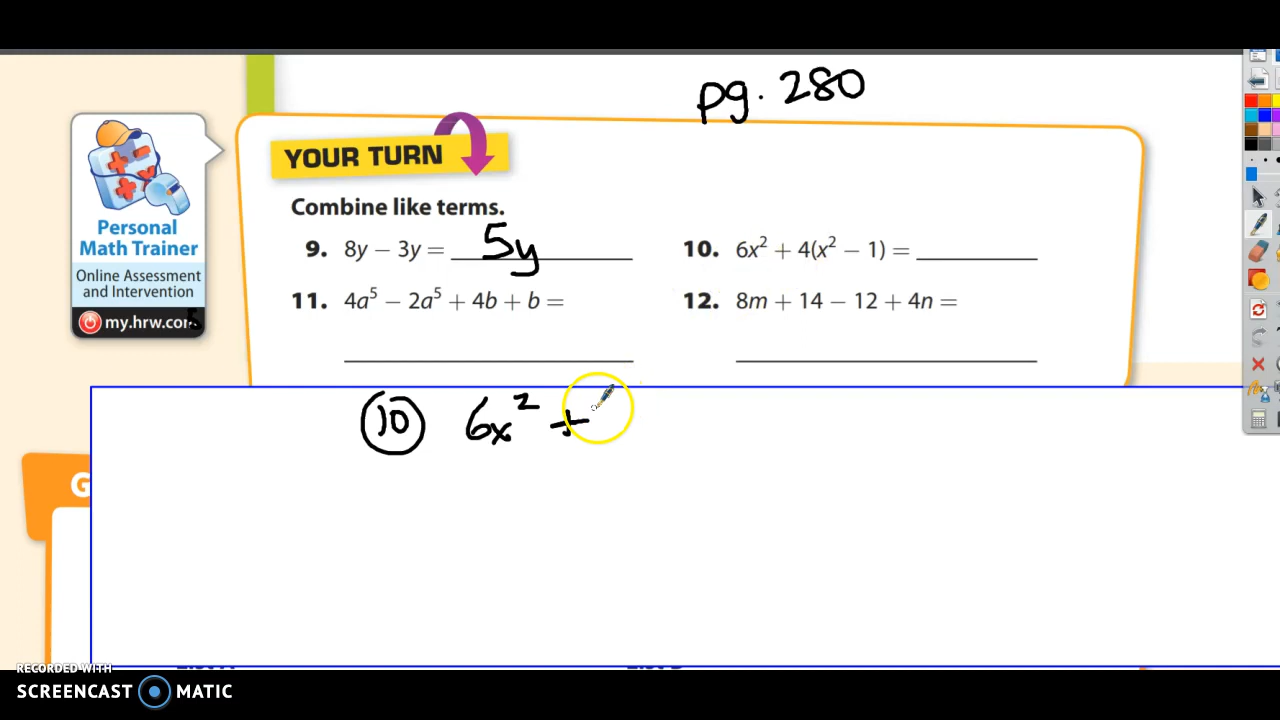 pg. 280
YOUR TURN
Combine like terms.
Personal
Math Trainer
Online Assessment
and Intervention
my.hrw.com
9. 8y − 3y = 5y
10. 6x² + 4(x² − 1) = ___________
11. 4a⁵ − 2a⁵ + 4b + b =
12. 8m + 14 − 12 + 4n =
10 6x² +
G
RECORDED WITH
SCREENCAST MATIC